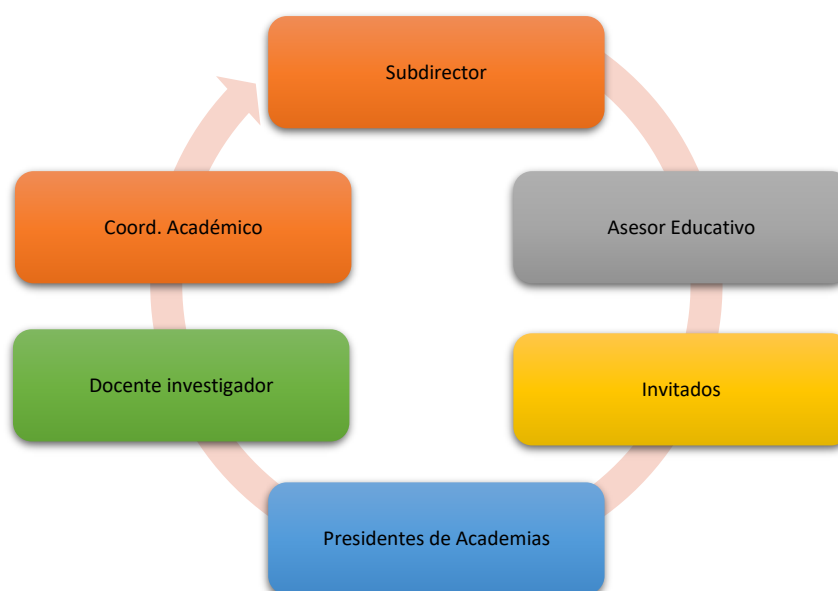 Subdirector
Coord. Académico
Asesor Educativo
Docente investigador
Invitados
Presidentes de Academias